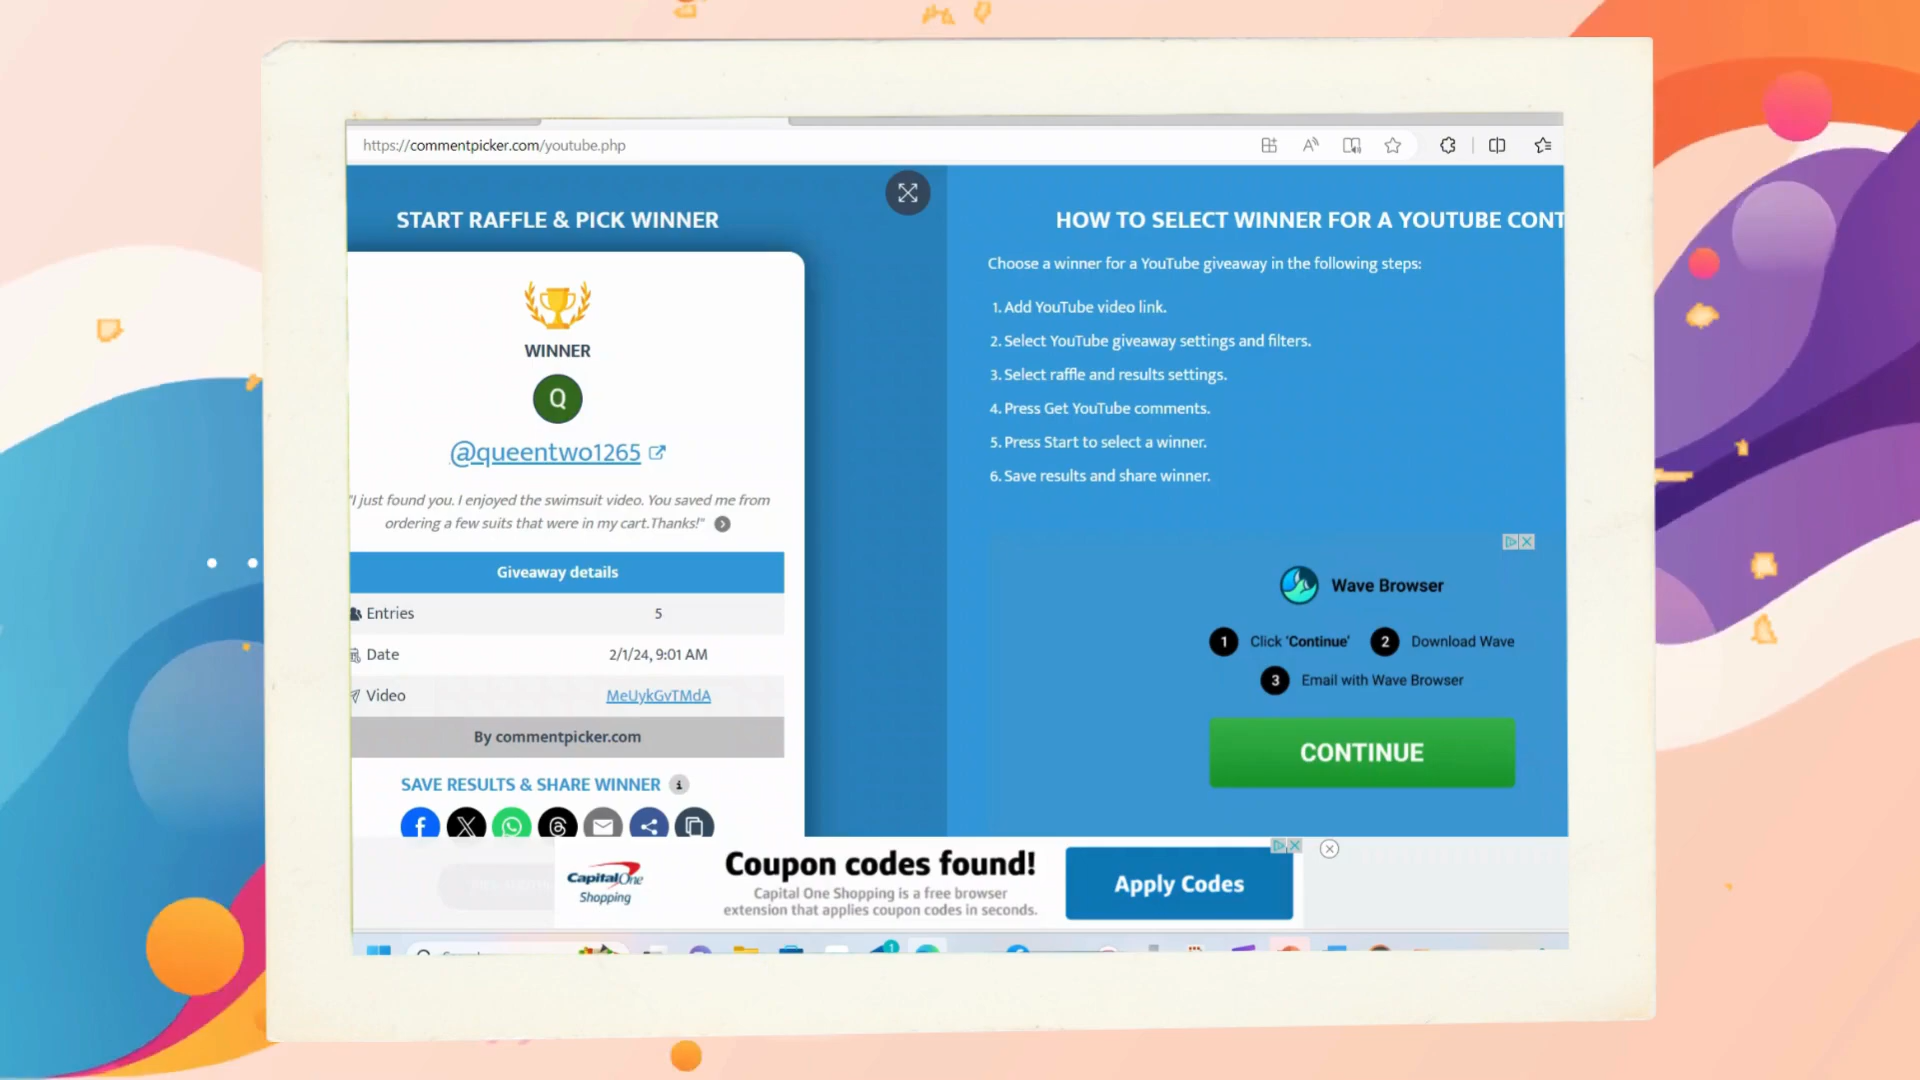 https://commentpicker.com/youtube.php
START RAFFLE & PICK WINNER
WINNER
Q
@queentwo1265
"I just found you. I enjoyed the swimsuit video. You saved me from
ordering a few suits that were in my cart.Thanks!"
Giveaway details
Entries 5
Date 2/1/24, 9:01 AM
Video MeUykGvTMdA
By commentpicker.com
SAVE RESULTS & SHARE WINNER i
HOW TO SELECT WINNER FOR A YOUTUBE CONT
Choose a winner for a YouTube giveaway in the following steps:
1. Add YouTube video link.
2. Select YouTube giveaway settings and filters.
3. Select raffle and results settings.
4. Press Get YouTube comments.
5. Press Start to select a winner.
6. Save results and share winner.
Wave Browser
1 Click 'Continue' 2 Download Wave
3 Email with Wave Browser
CONTINUE
CapitalOne
Shopping
Coupon codes found!
Capital One Shopping is a free browser
extension that applies coupon codes in seconds.
Apply Codes